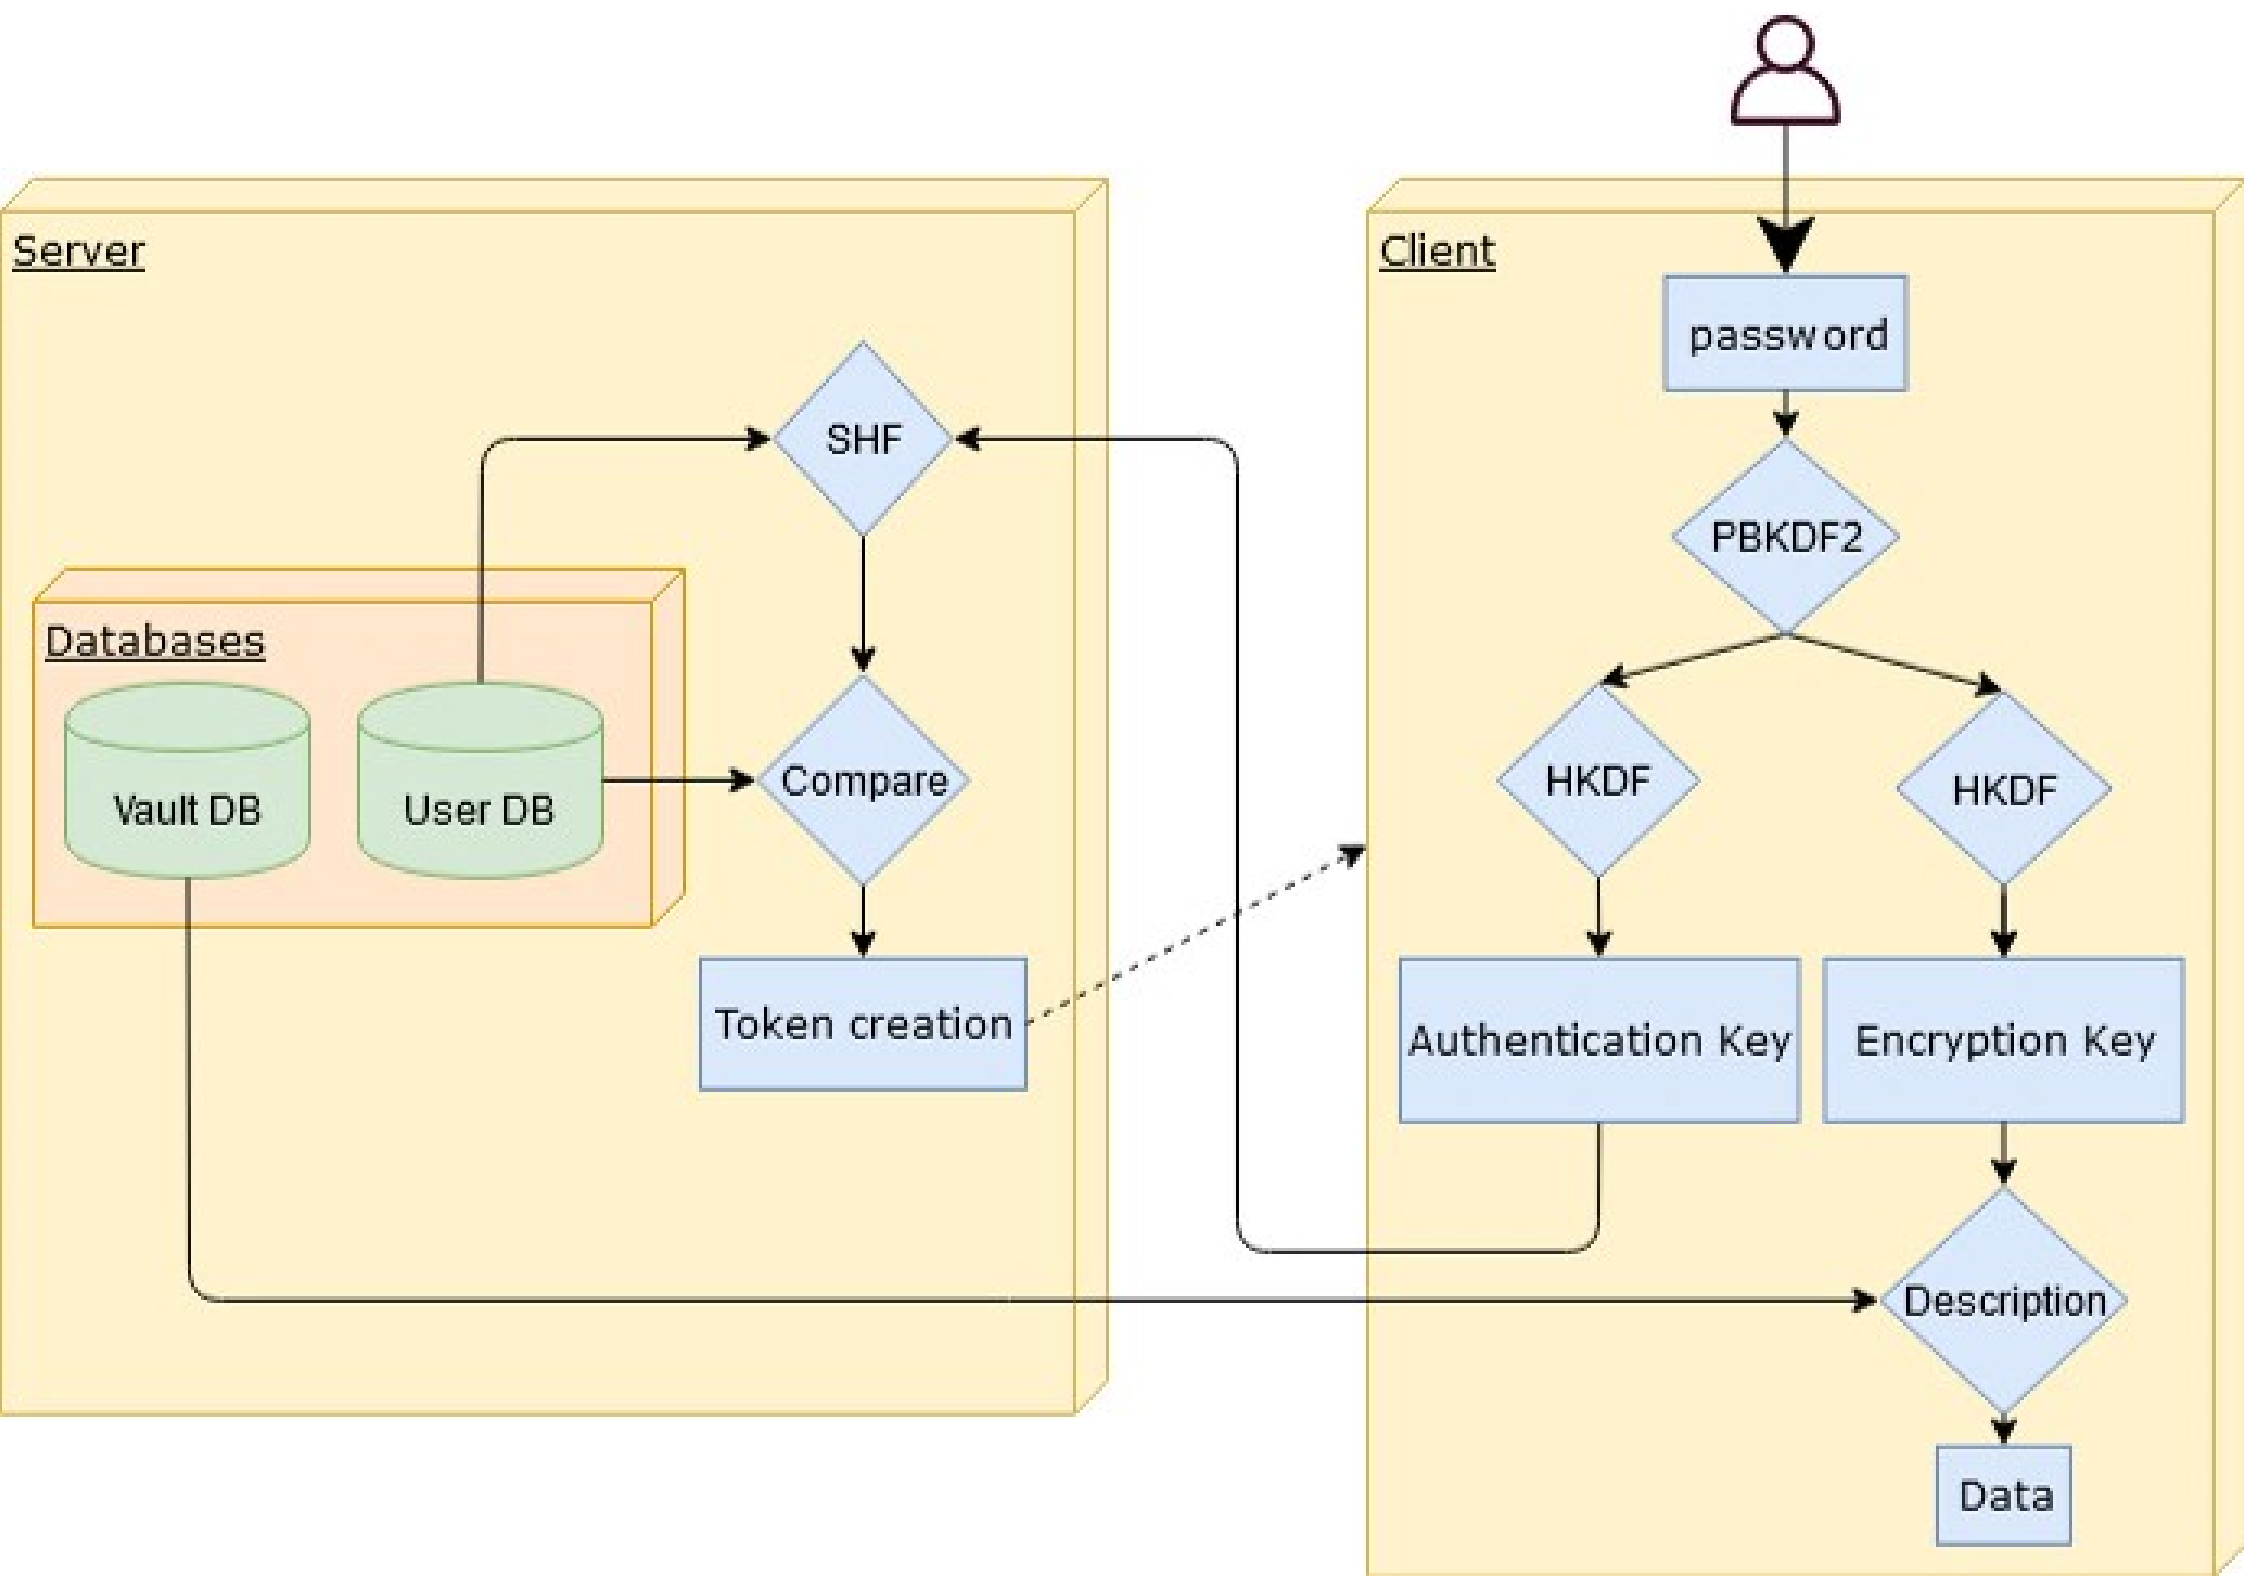 Server
SHF
Databases
Vault DB
User DB
Compare
Token creation
Client
password
PBKDF2
HKDF
HKDF
Authentication Key
Encryption Key
Description
Data